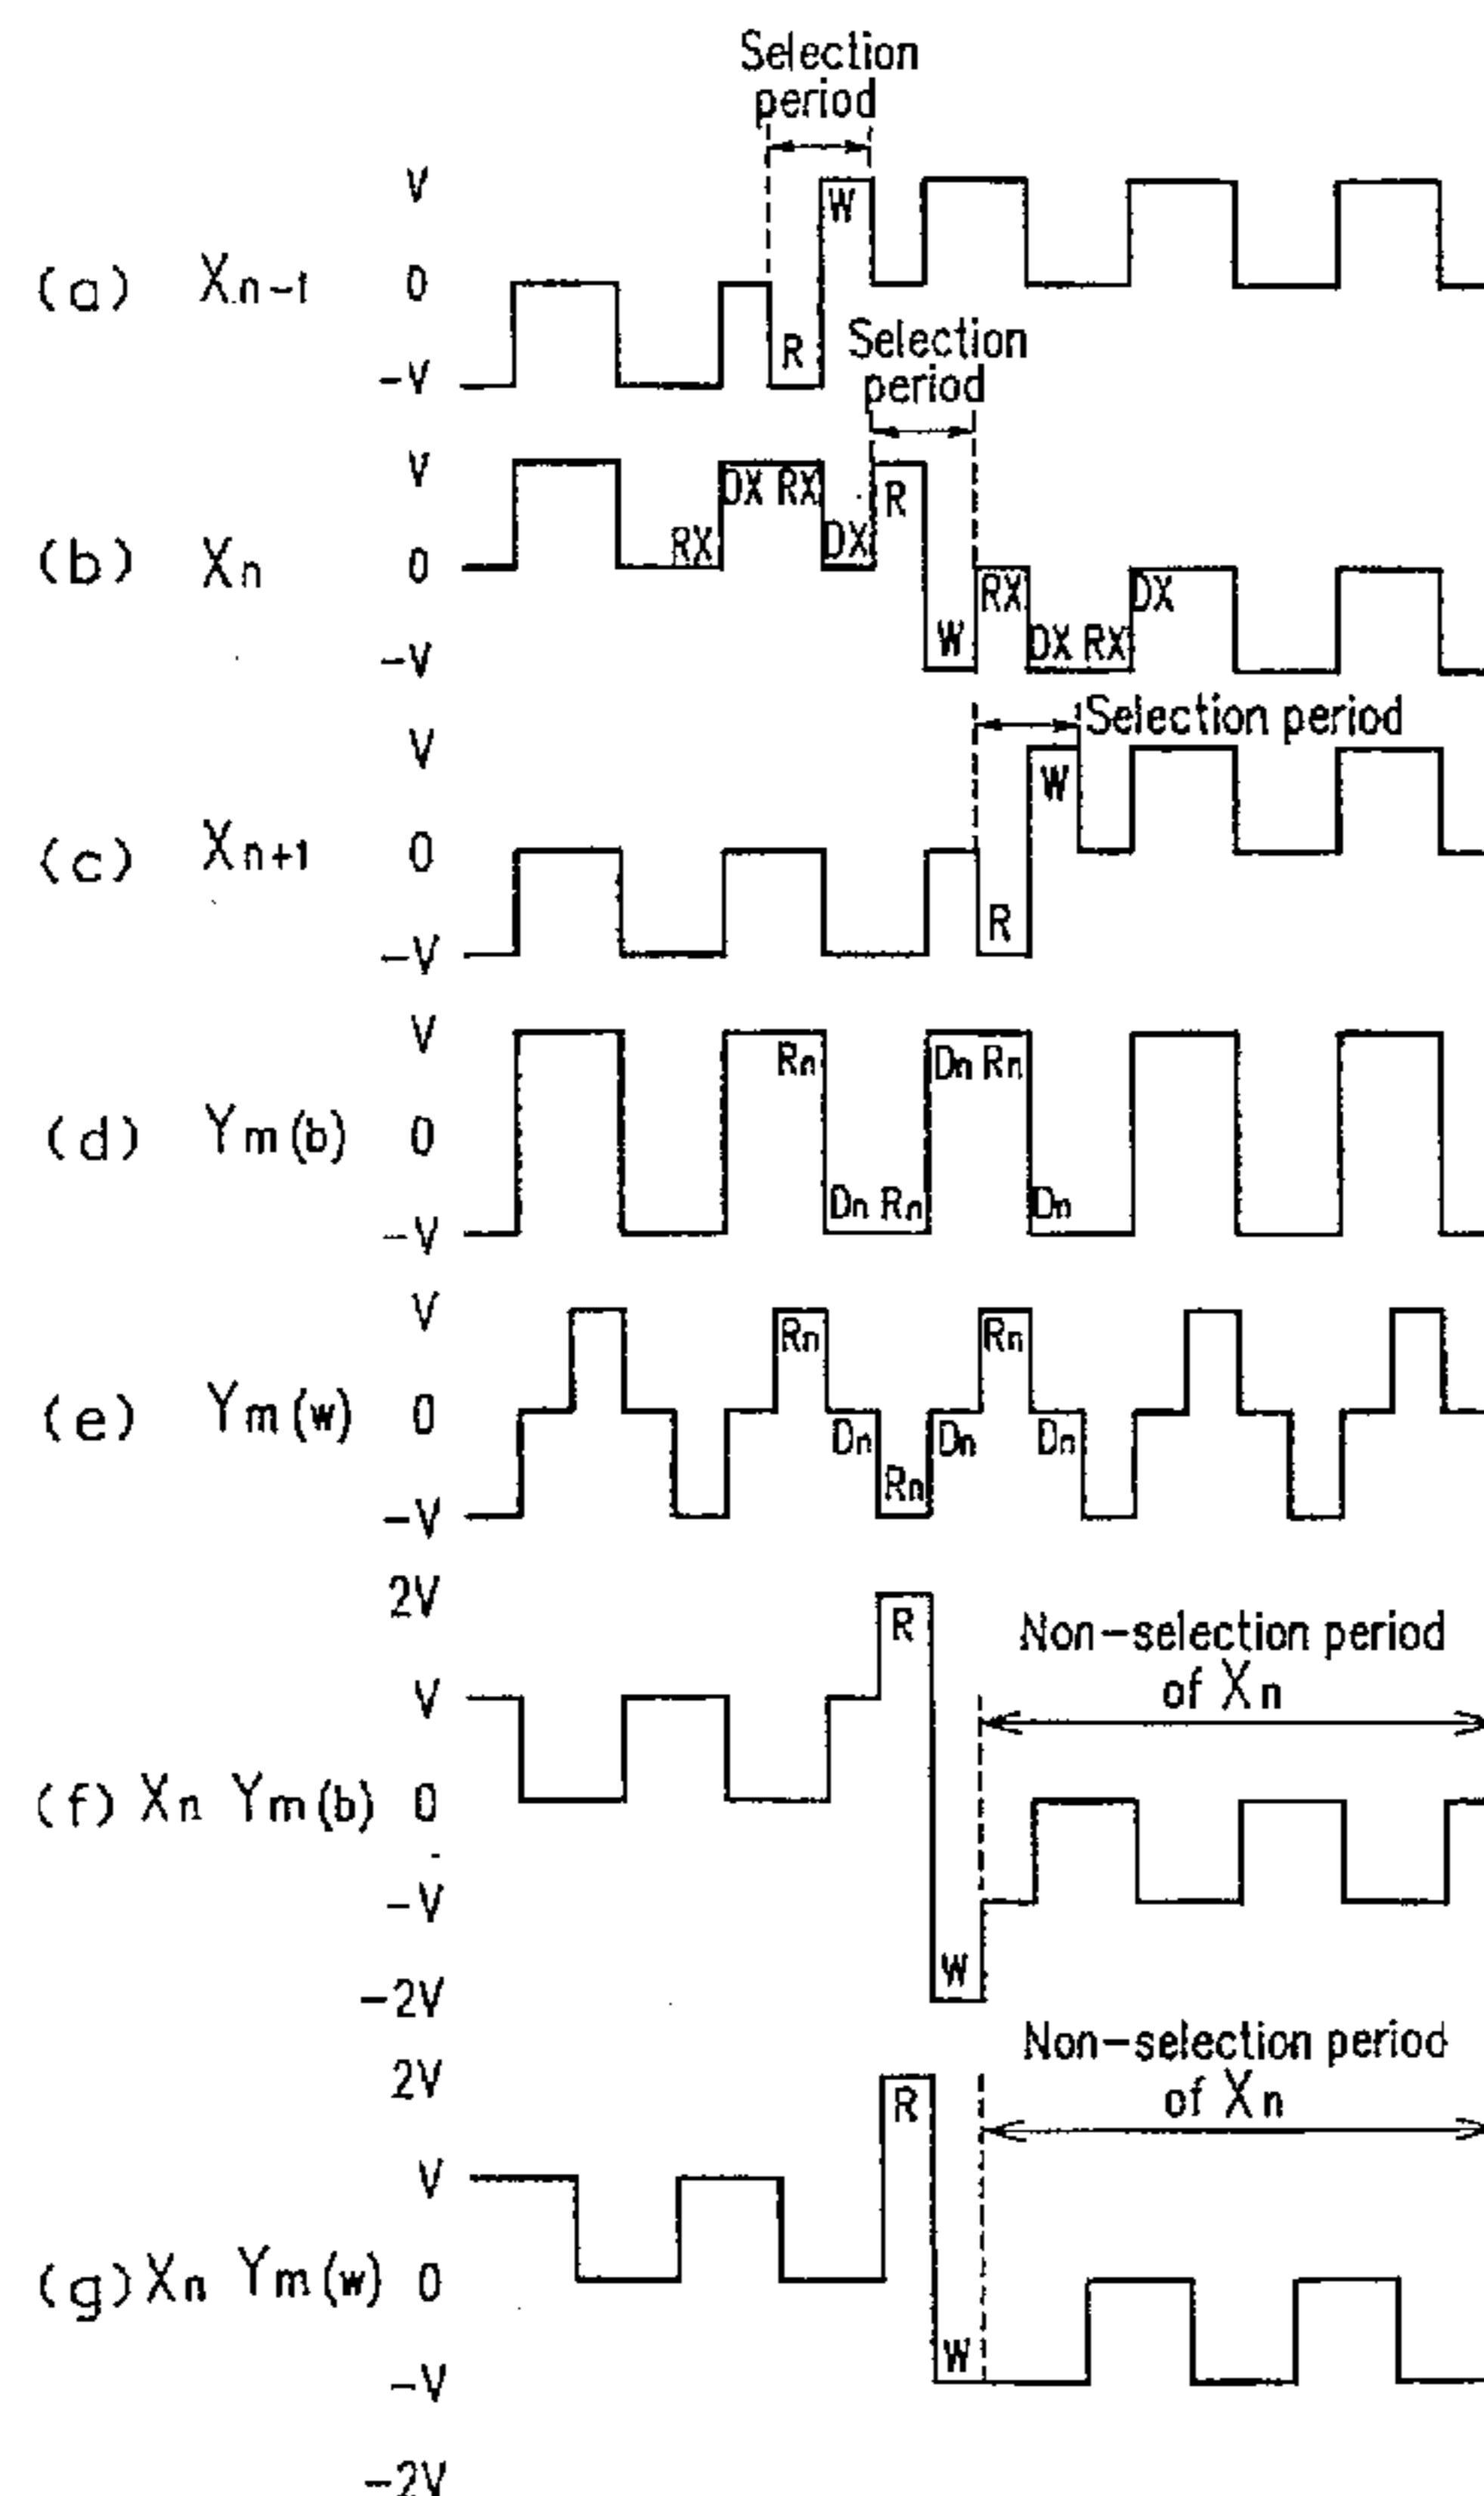 Selection
period
V
W
(a) Xn-1 0
R
-V
Selection
period
V
DX RX
R
RX
DX
(b) Xn 0
RX
DX
W
DX RX
-V
Selection period
V
W
(c) Xn+1 0
R
-V
V
Rn
Dn Rn
(d) Ym(b) 0
Dn Rn
Dn
-V
V
Rn
Rn
(e) Ym(w) 0
Dn
Dn
Dn
Rn
-V
2V
R
Non-selection period
of Xn
V
(f) Xn Ym(b) 0
-V
W
-2V
Non-selection period
of Xn
2V
R
V
(g) Xn Ym(w) 0
W
-V
-2V